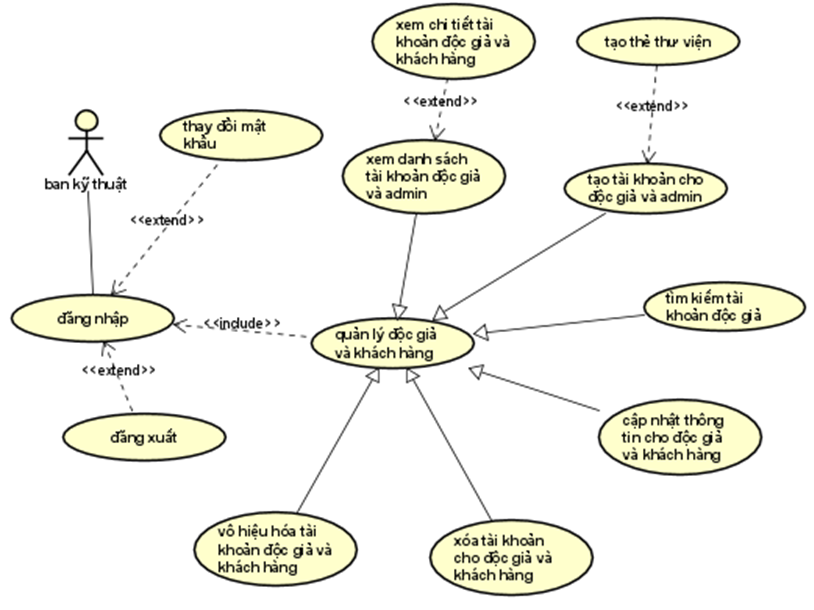 xem chi tiết tài
khoản độc giả và
khách hàng
tạo thẻ thư viện
<<extend>>
<<extend>>
thay đổi mật
khẩu
ban kỹ thuật
xem danh sách
tài khoản độc giả
và admin
tạo tài khoản cho
độc giả và admin
<<extend>>
đăng nhập
<<include>>
quản lý độc giả
và khách hàng
tìm kiếm tài
khoản độc giả
<<extend>>
đăng xuất
cập nhật thông
tin cho độc giả
và khách hàng
vô hiệu hóa tài
khoản độc giả và
khách hàng
xóa tài khoản
cho độc giả và
khách hàng